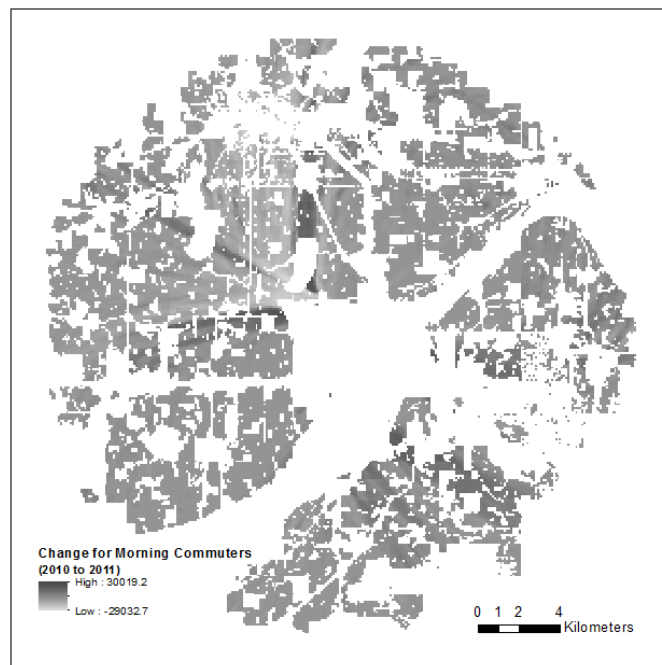 Change for Morning Commuters
(2010 to 2011)
High : 30019.2
Low : -29032.7
0 1 2 4
Kilometers